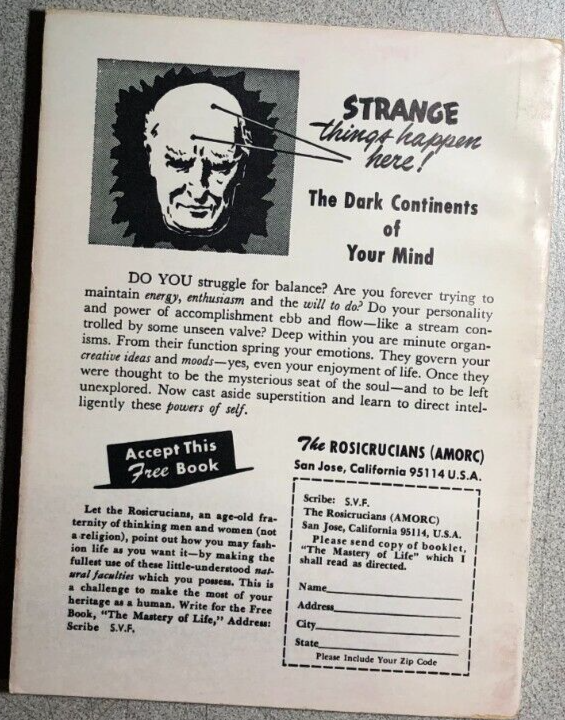 STRANGE
things happen
here!
The Dark Continents
of
Your Mind
DO YOU struggle for balance? Are you forever trying to
maintain energy, enthusiasm and the will to do? Do your personality
and power of accomplishment ebb and flow—like a stream con-
trolled by some unseen valve? Deep within you are minute organ-
isms. From their function spring your emotions. They govern your
creative ideas and moods—yes, even your enjoyment of life. Once they
were thought to be the mysterious seat of the soul—and to be left
unexplored. Now cast aside superstition and learn to direct intel-
ligently these powers of self.
Accept This
Free Book
Let the Rosicrucians, an age-old fra-
ternity of thinking men and women (not
a religion), point out how you may fash-
ion life as you want it—by making the
fullest use of these little-understood nat-
ural faculties which you possess. This is
a challenge to make the most of your
heritage as a human. Write for the Free
Book, "The Mastery of Life," Address:
Scribe S.V.F.
The ROSICRUCIANS (AMORC)
San Jose, California 95114 U.S.A.
Scribe: S.V.F.
The Rosicrucians (AMORC)
San Jose, California 95114, U.S.A.
Please send copy of booklet,
"The Mastery of Life" which I
shall read as directed.
Name
Address
City
State
Please Include Your Zip Code